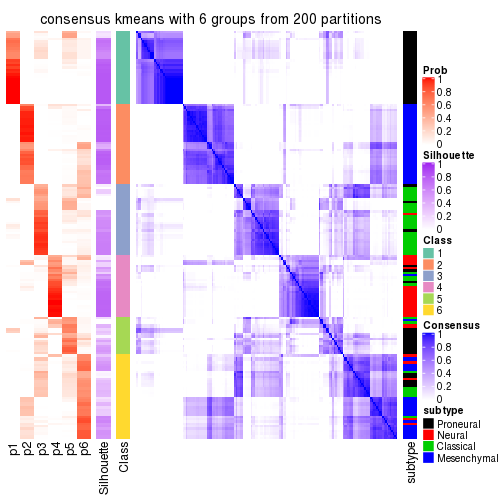 consensus kmeans with 6 groups from 200 partitions
Prob
1
0.8
0.6
0.4
0.2
0
Silhouette
1
0.8
0.6
0.4
0.2
0
Class
1
2
3
4
5
6
Consensus
1
0.8
0.6
0.4
0.2
0
subtype
Proneural
Neural
Classical
Mesenchymal
p1
p2
p3
p4
p5
p6
Silhouette
Class
subtype